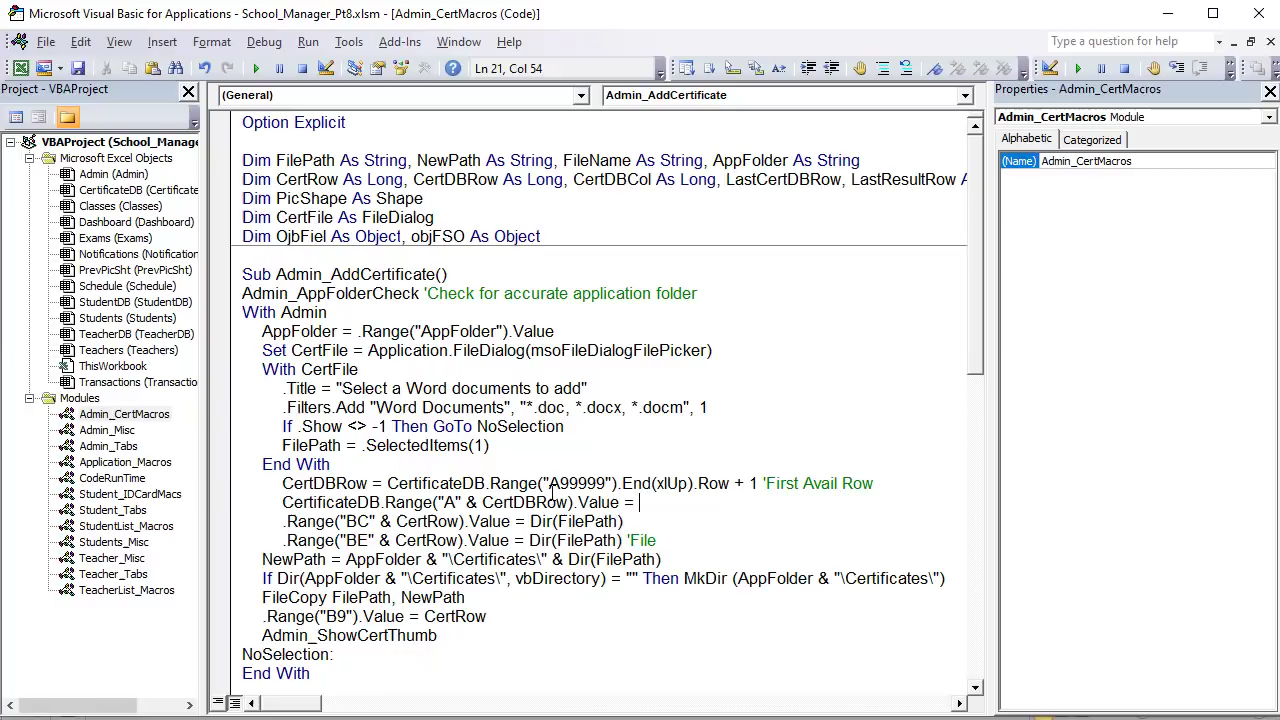 Microsoft Visual Basic for Applications - School_Manager_Pt8.xlsm - [Admin_CertMacros (Code)]
File Edit View Insert Format Debug Run Tools Add-Ins Window Help
Type a question for help
Ln 21, Col 54
Project - VBAProject
(General)
Admin_AddCertificate
Properties - Admin_CertMacros
Admin_CertMacros Module
Alphabetic Categorized
(Name) Admin_CertMacros
VBAProject (School_Manage
Microsoft Excel Objects
Admin (Admin)
CertificateDB (Certificate
Classes (Classes)
Dashboard (Dashboard)
Exams (Exams)
Notifications (Notification
PrevPicSht (PrevPicSht)
Schedule (Schedule)
StudentDB (StudentDB)
Students (Students)
TeacherDB (TeacherDB)
Teachers (Teachers)
ThisWorkbook
Transactions (Transaction
Modules
Admin_CertMacros
Admin_Misc
Admin_Tabs
Application_Macros
CodeRunTime
Student_IDCardMacs
Student_Tabs
StudentList_Macros
Students_Misc
Teacher_Misc
Teacher_Tabs
TeacherList_Macros
Option Explicit
Dim FilePath As String, NewPath As String, FileName As String, AppFolder As String
Dim CertRow As Long, CertDBRow As Long, CertDBCol As Long, LastCertDBRow, LastResultRow A
Dim PicShape As Shape
Dim CertFile As FileDialog
Dim OjbFiel As Object, objFSO As Object
Sub Admin_AddCertificate()
Admin_AppFolderCheck 'Check for accurate application folder
With Admin
AppFolder = .Range("AppFolder").Value
Set CertFile = Application.FileDialog(msoFileDialogFilePicker)
With CertFile
.Title = "Select a Word documents to add"
.Filters.Add "Word Documents", "*.doc, *.docx, *.docm", 1
If .Show <> -1 Then GoTo NoSelection
FilePath = .SelectedItems(1)
End With
CertDBRow = CertificateDB.Range("A99999").End(xlUp).Row + 1 'First Avail Row
CertificateDB.Range("A" & CertDBRow).Value =
.Range("BC" & CertRow).Value = Dir(FilePath)
.Range("BE" & CertRow).Value = Dir(FilePath) 'File
NewPath = AppFolder & "\Certificates\" & Dir(FilePath)
If Dir(AppFolder & "\Certificates\", vbDirectory) = "" Then MkDir (AppFolder & "\Certificates\")
FileCopy FilePath, NewPath
.Range("B9").Value = CertRow
Admin_ShowCertThumb
NoSelection:
End With